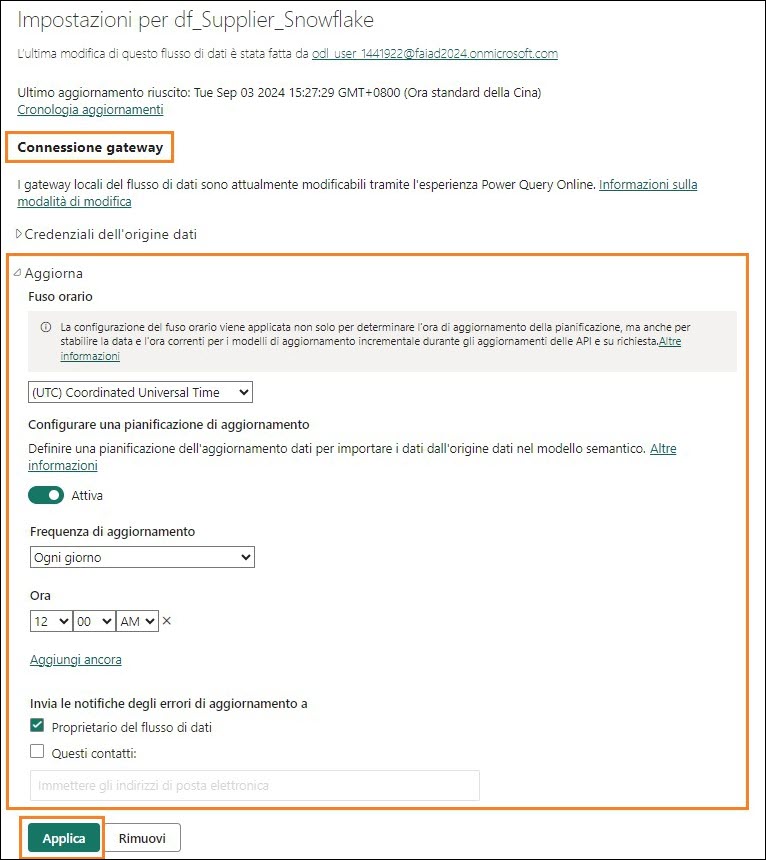 Impostazioni per df_Supplier_Snowflake
L'ultima modifica di questo flusso di dati è stata fatta da odl_user_1441922@faiad2024.onmicrosoft.com
Ultimo aggiornamento riuscito: Tue Sep 03 2024 15:27:29 GMT+0800 (Ora standard della Cina)
Cronologia aggiornamenti
Connessione gateway
I gateway locali del flusso di dati sono attualmente modificabili tramite l'esperienza Power Query Online. Informazioni sulla
modalità di modifica
Credenziali dell'origine dati
Aggiorna
Fuso orario
La configurazione del fuso orario viene applicata non solo per determinare l'ora di aggiornamento della pianificazione, ma anche per
stabilire la data e l'ora correnti per i modelli di aggiornamento incrementale durante gli aggiornamenti delle API e su richiesta.Altre
informazioni
(UTC) Coordinated Universal Time
Configurare una pianificazione di aggiornamento
Definire una pianificazione dell'aggiornamento dati per importare i dati dall'origine dati nel modello semantico. Altre
informazioni
Attiva
Frequenza di aggiornamento
Ogni giorno
Ora
12 00 AM ×
Aggiungi ancora
Invia le notifiche degli errori di aggiornamento a
Proprietario del flusso di dati
Questi contatti:
Immettere gli indirizzi di posta elettronica
Applica Rimuovi